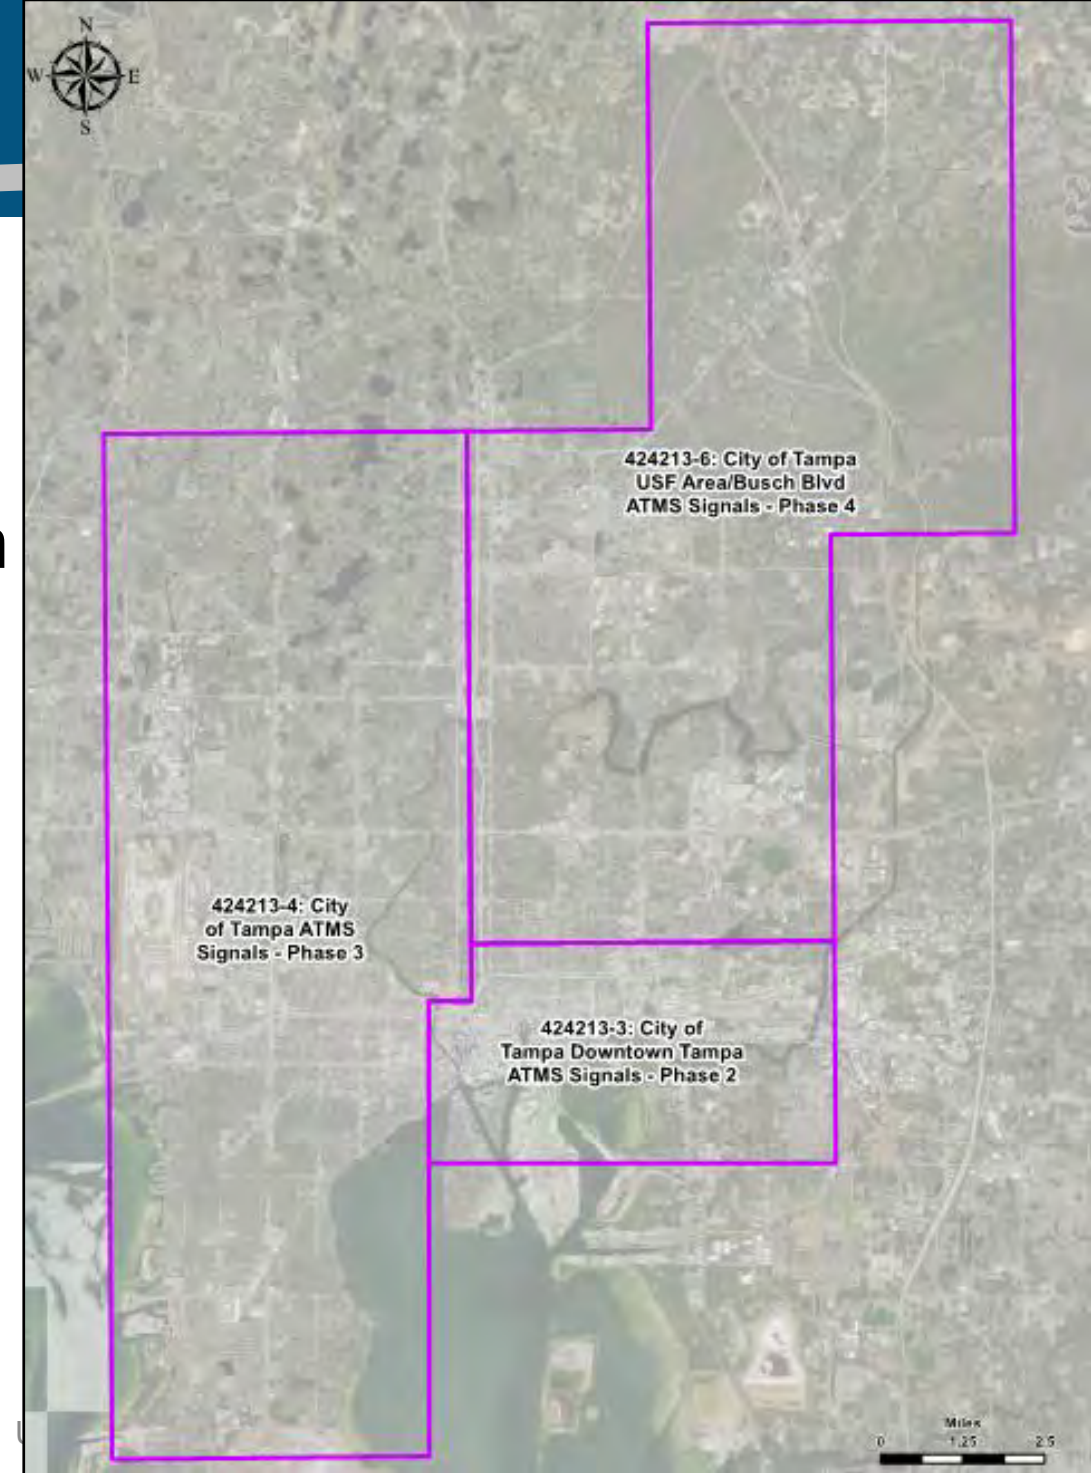 N
W E
S
424213-6: City of Tampa
USF Area/Busch Blvd
ATMS Signals - Phase 4
424213-4: City
of Tampa ATMS
Signals - Phase 3
424213-3: City of
Tampa Downtown Tampa
ATMS Signals - Phase 2
Miles
0 1.25 2.5